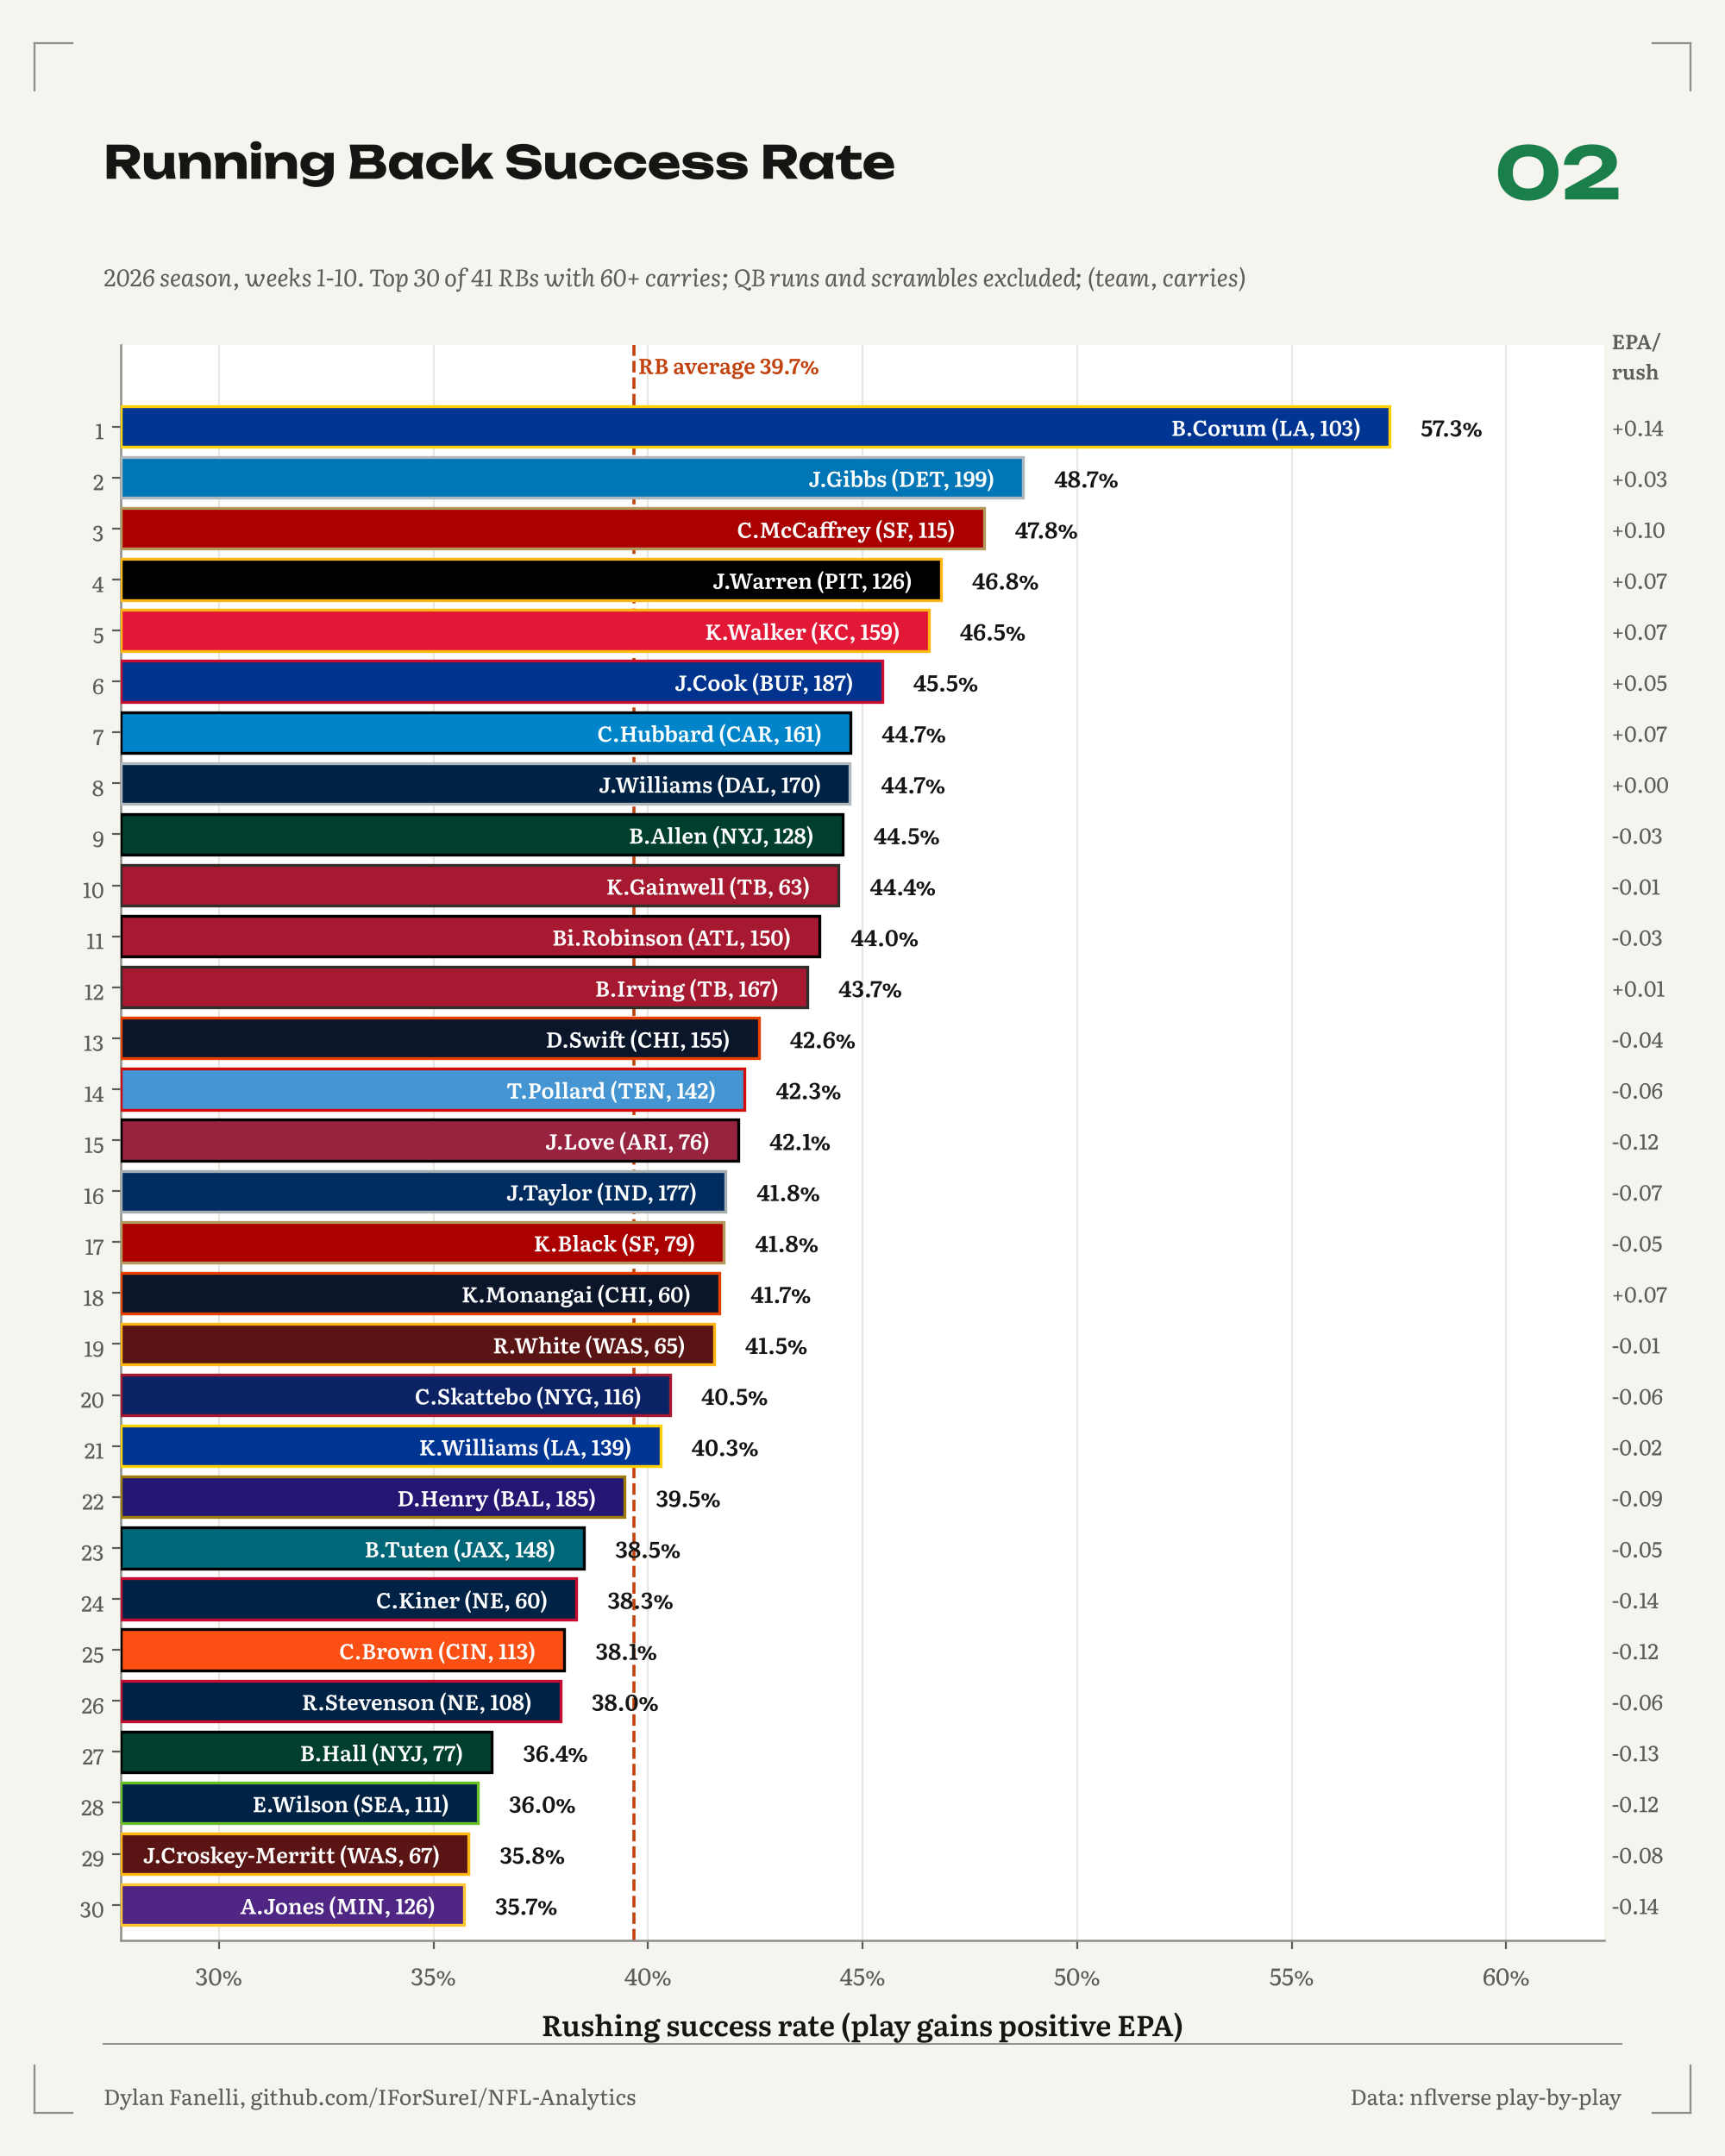 Running Back Success Rate
02
2026 season, weeks 1-10. Top 30 of 41 RBs with 60+ carries; QB runs and scrambles excluded; (team, carries)
EPA/
rush
RB average 39.7%
1 B.Corum (LA, 103) 57.3% +0.14
2 J.Gibbs (DET, 199) 48.7% +0.03
3 C.McCaffrey (SF, 115) 47.8% +0.10
4 J.Warren (PIT, 126) 46.8% +0.07
5 K.Walker (KC, 159) 46.5% +0.07
6 J.Cook (BUF, 187) 45.5% +0.05
7 C.Hubbard (CAR, 161) 44.7% +0.07
8 J.Williams (DAL, 170) 44.7% +0.00
9 B.Allen (NYJ, 128) 44.5% -0.03
10 K.Gainwell (TB, 63) 44.4% -0.01
11 Bi.Robinson (ATL, 150) 44.0% -0.03
12 B.Irving (TB, 167) 43.7% +0.01
13 D.Swift (CHI, 155) 42.6% -0.04
14 T.Pollard (TEN, 142) 42.3% -0.06
15 J.Love (ARI, 76) 42.1% -0.12
16 J.Taylor (IND, 177) 41.8% -0.07
17 K.Black (SF, 79) 41.8% -0.05
18 K.Monangai (CHI, 60) 41.7% +0.07
19 R.White (WAS, 65) 41.5% -0.01
20 C.Skattebo (NYG, 116) 40.5% -0.06
21 K.Williams (LA, 139) 40.3% -0.02
22 D.Henry (BAL, 185) 39.5% -0.09
23 B.Tuten (JAX, 148) 38.5% -0.05
24 C.Kiner (NE, 60) 38.3% -0.14
25 C.Brown (CIN, 113) 38.1% -0.12
26 R.Stevenson (NE, 108) 38.0% -0.06
27 B.Hall (NYJ, 77) 36.4% -0.13
28 E.Wilson (SEA, 111) 36.0% -0.12
29 J.Croskey-Merritt (WAS, 67) 35.8% -0.08
30 A.Jones (MIN, 126) 35.7% -0.14
30% 35% 40% 45% 50% 55% 60%
Rushing success rate (play gains positive EPA)
Dylan Fanelli, github.com/IForSureI/NFL-Analytics
Data: nflverse play-by-play